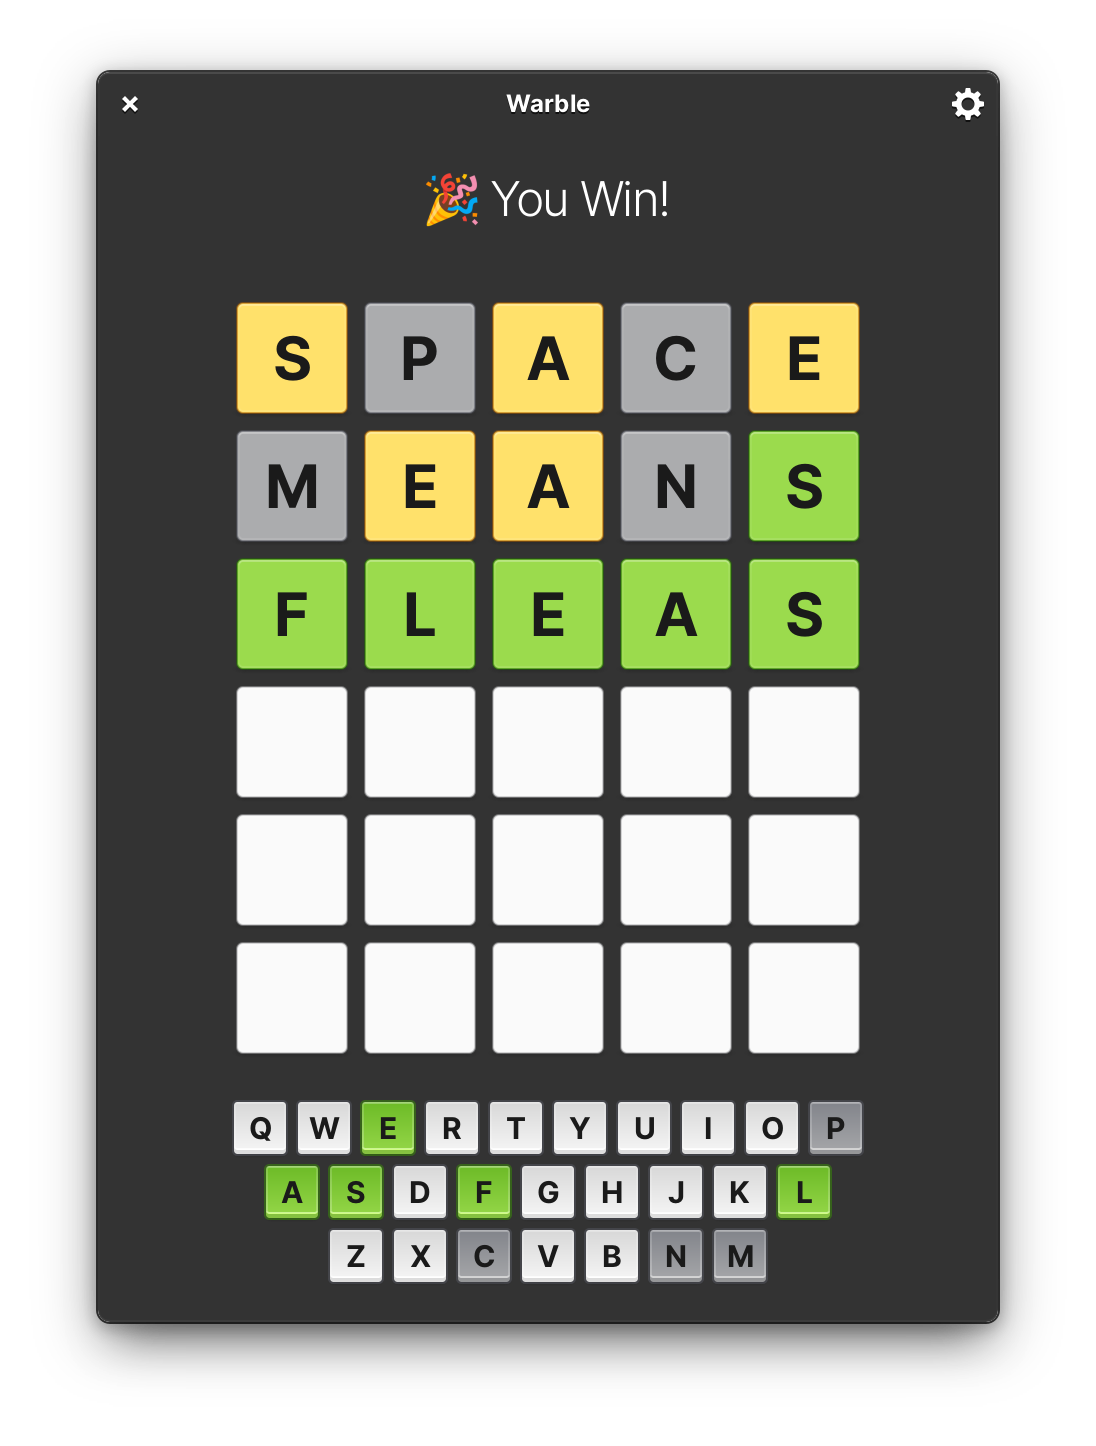 Warble
🎉 You Win!
S P A C E
M E A N S
F L E A S
Q W E R T Y U I O P
A S D F G H J K L
Z X C V B N M